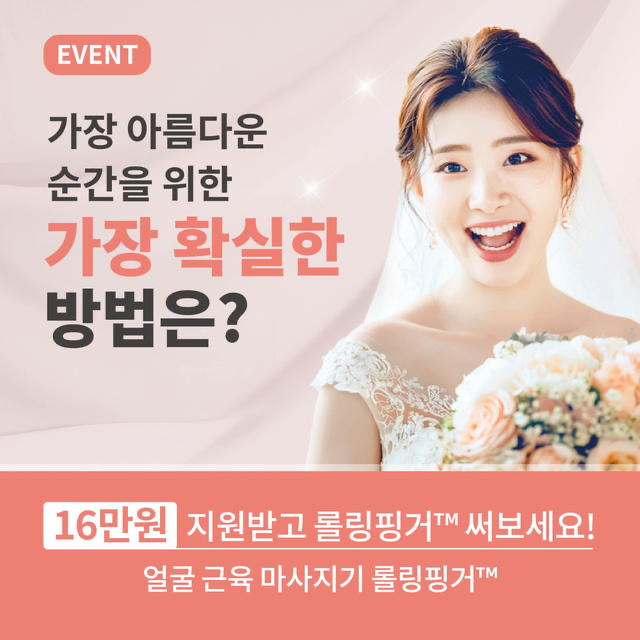 EVENT
가장 아름다운
순간을 위한
가장 확실한
방법은?
16만원 지원받고 롤링핑거™ 써보세요!
얼굴 근육 마사지기 롤링핑거™